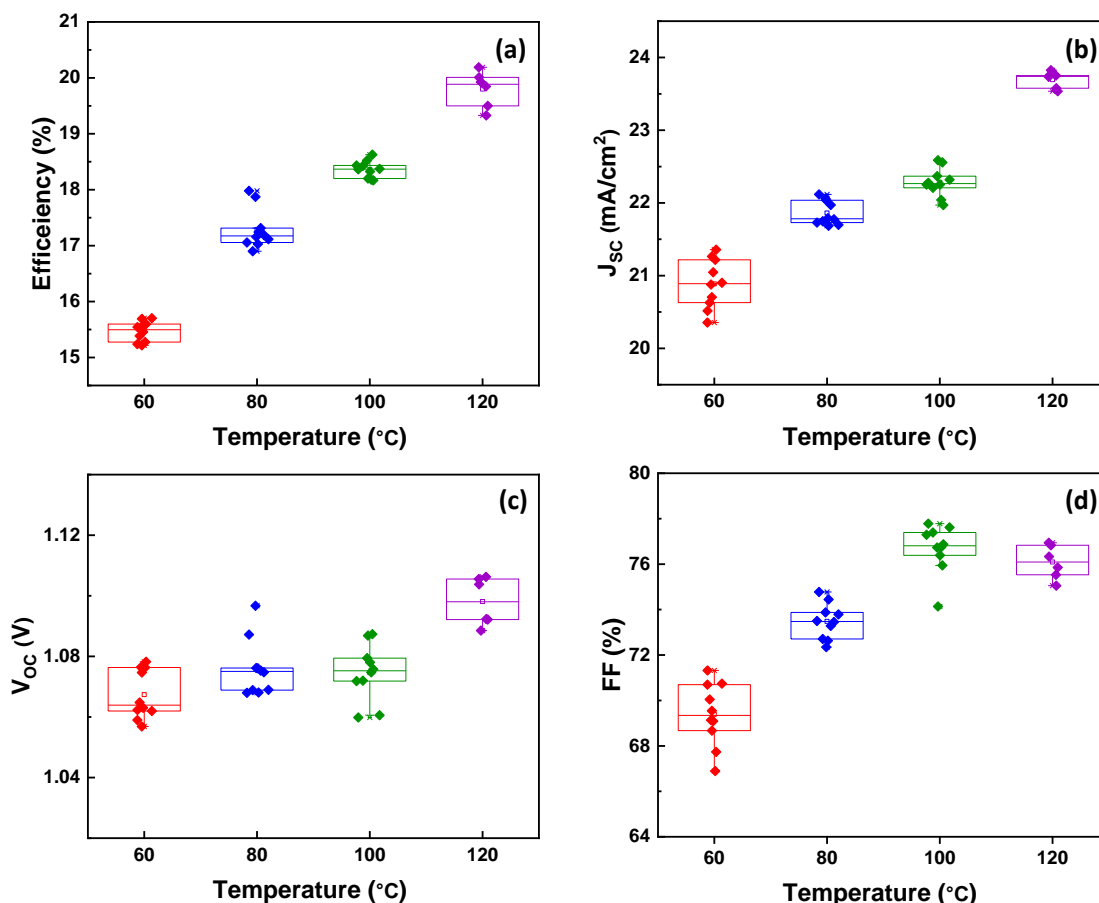 (a)
Efficeiency (%)
21
20
19
18
17
16
15
60 80 100 120
Temperature (°C)
(b)
J_SC (mA/cm²)
24
23
22
21
20
60 80 100 120
Temperature (°C)
(c)
V_OC (V)
1.12
1.08
1.04
60 80 100 120
Temperature (°C)
(d)
FF (%)
80
76
72
68
64
60 80 100 120
Temperature (°C)